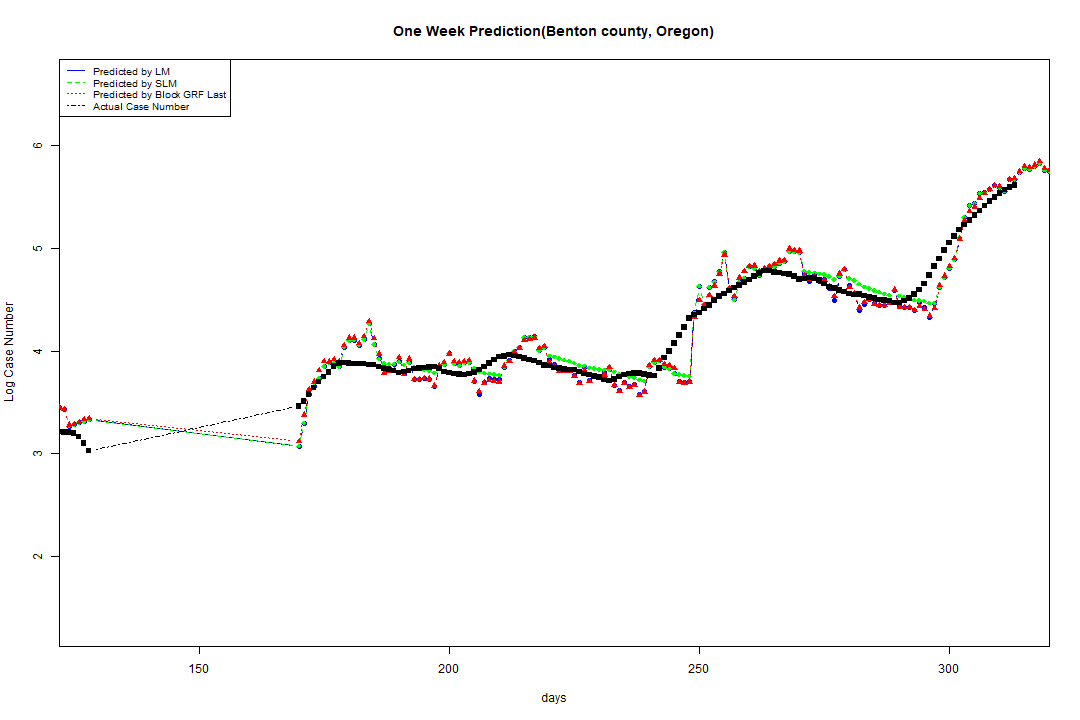 One Week Prediction(Benton county, Oregon)
Predicted by LM
Predicted by SLM
Predicted by Block GRF Last
Actual Case Number
6
5
4
3
2
Log Case Number
150 200 250 300
days